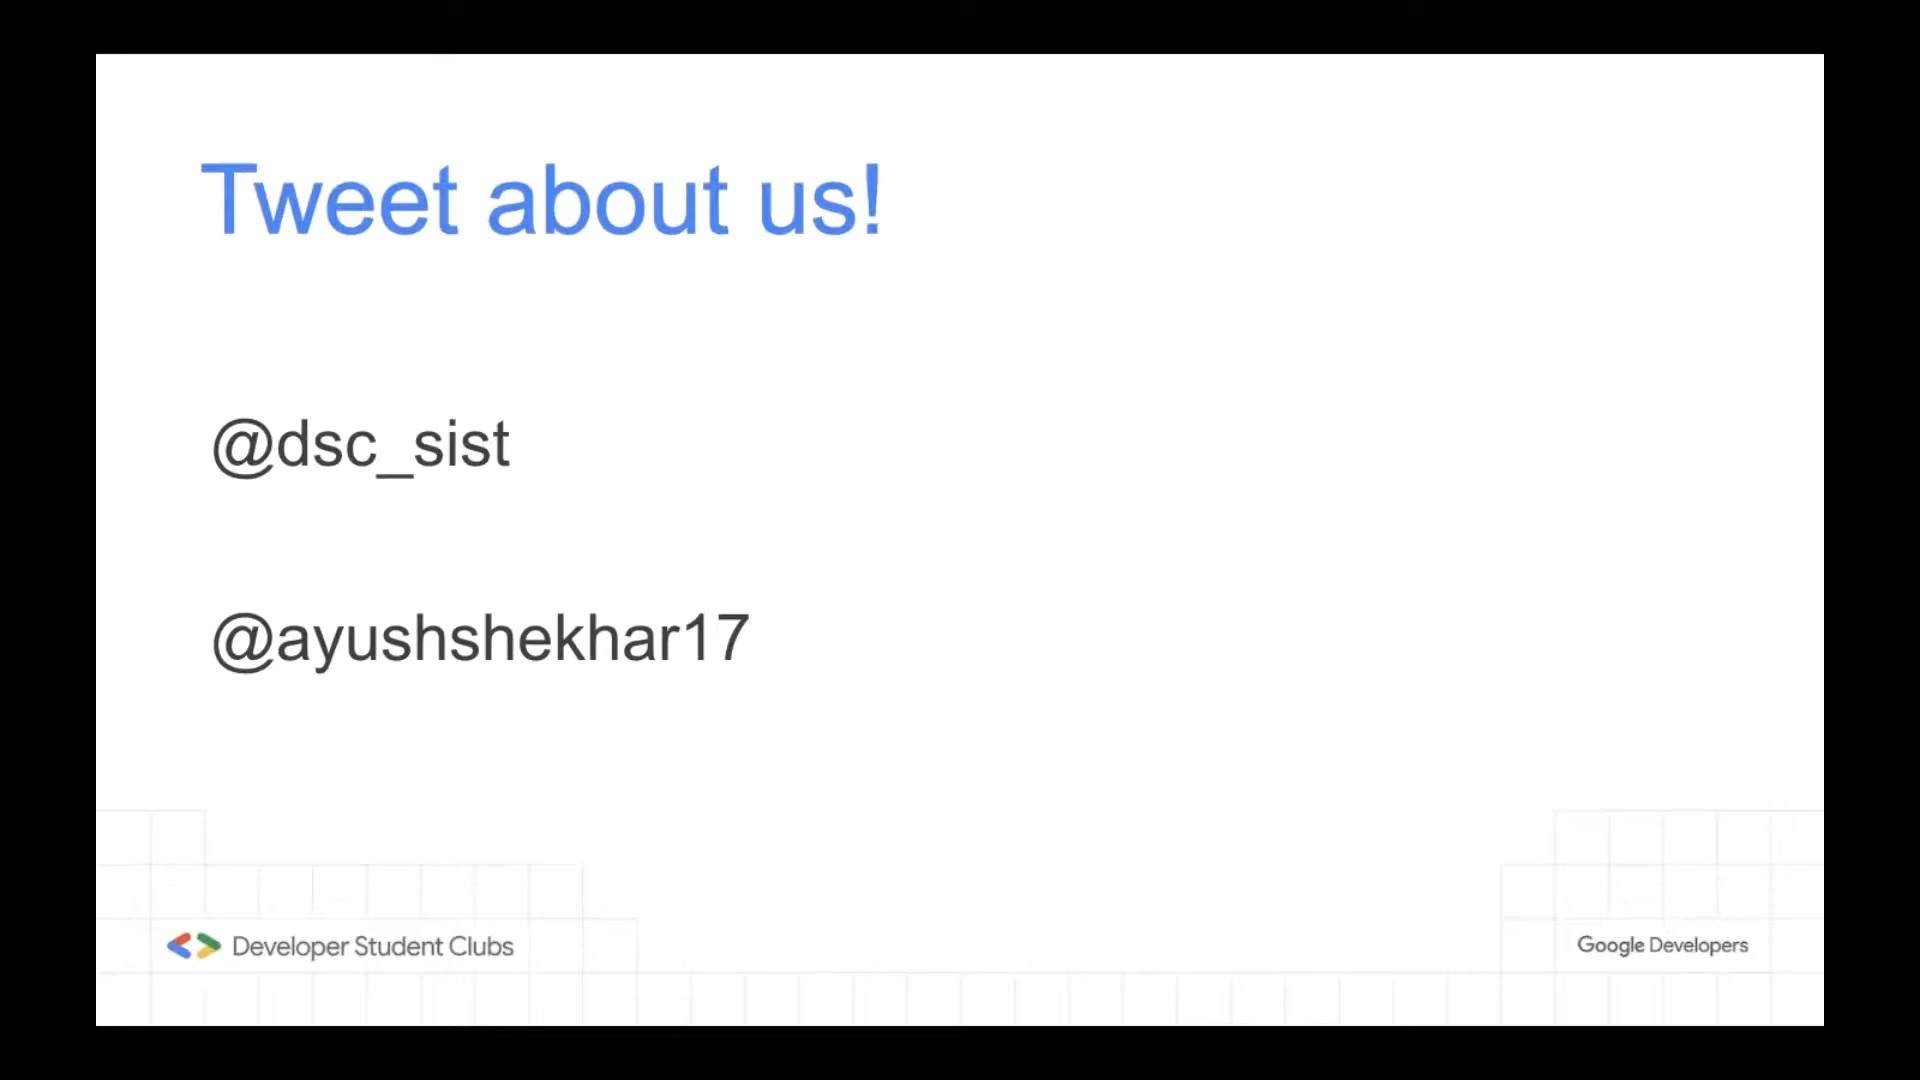 Tweet about us!
@dsc_sist
@ayushshekhar17
Developer Student Clubs
Google Developers